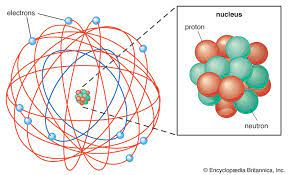 electrons
nucleus
proton
neutron
© Encyclopædia Britannica, Inc.